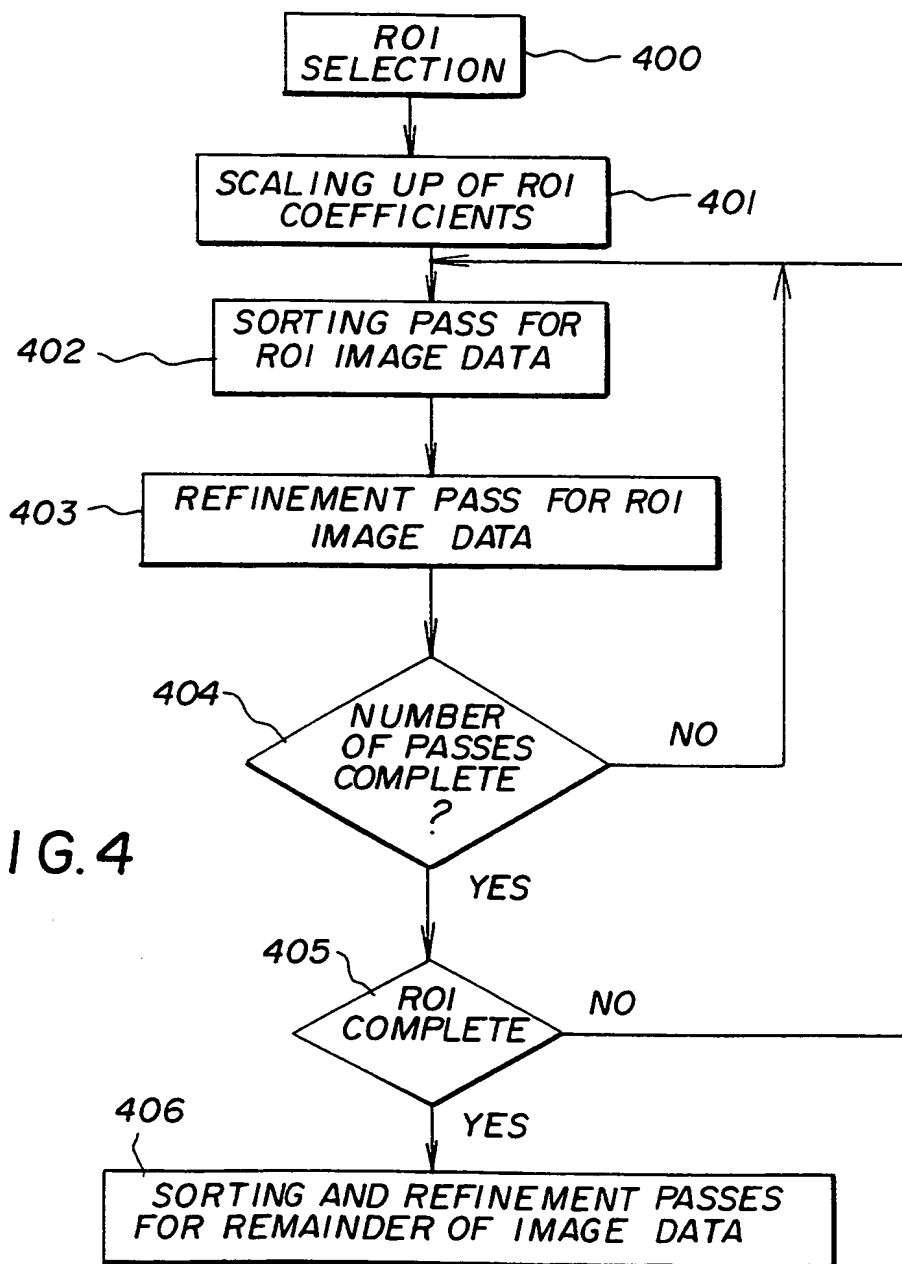 ROI
SELECTION
400
SCALING UP OF ROI
COEFFICIENTS
401
SORTING PASS FOR
ROI IMAGE DATA
402
REFINEMENT PASS FOR ROI
IMAGE DATA
403
404
NUMBER
OF PASSES
COMPLETE
?
NO
IG.4
YES
405
ROI
COMPLETE
NO
YES
406
SORTING AND REFINEMENT PASSES
FOR REMAINDER OF IMAGE DATA